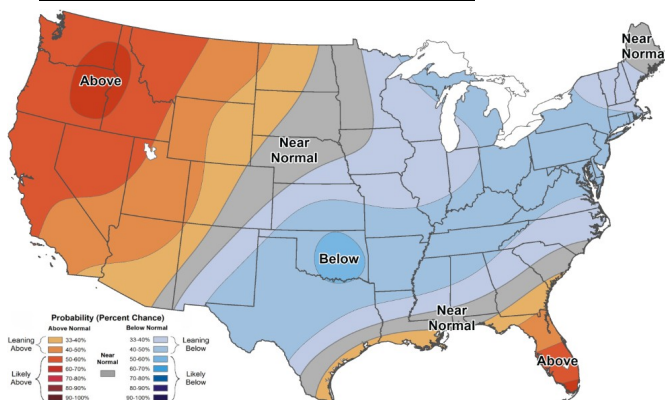 Near
Norma
Above
Near
Normal
Below
Near
Normal
Above
Probability (Percent Chance)
Above Normal
Below Normal
Leaning
Above
33-40%
40-50%
50-60%
60-70%
70-80%
80-90%
90-100%
Likely
Above
Near
Normal
33-40%
40-50%
50-60%
60-70%
70-80%
80-90%
90-100%
Leaning
Below
Likely
Below